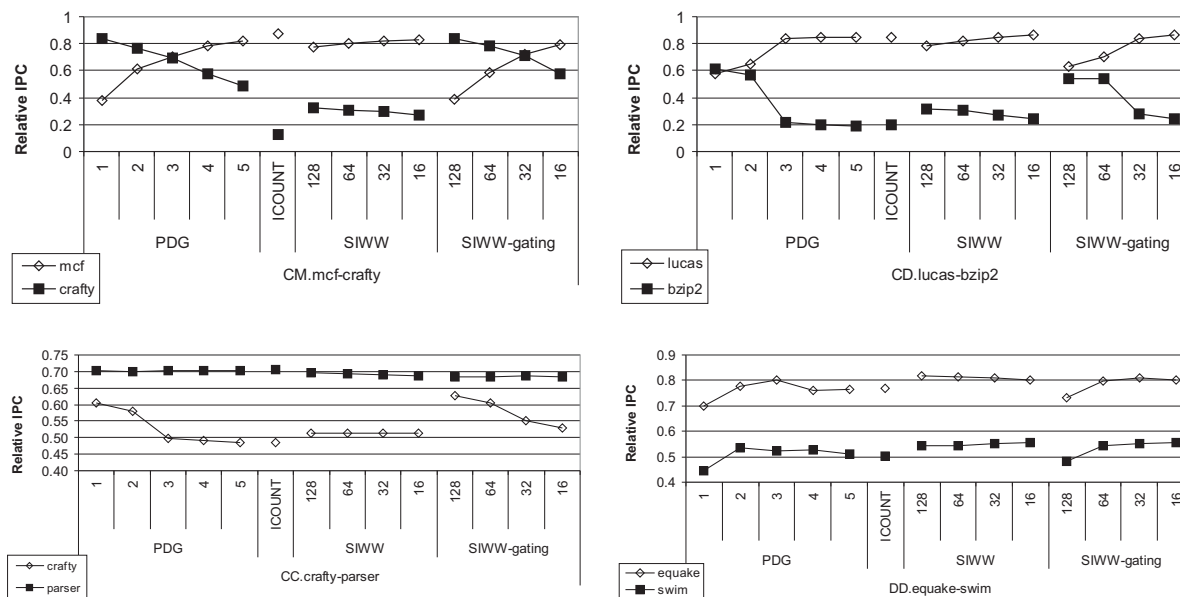 1
0.8
0.6
0.4
0.2
0
Relative IPC
1 2 3 4 5 ICOUNT 128 64 32 16 128 64 32 16
PDG SIWW SIWW-gating
mcf
crafty
CM.mcf-crafty
1
0.8
0.6
0.4
0.2
0
Relative IPC
1 2 3 4 5 ICOUNT 128 64 32 16 128 64 32 16
PDG SIWW SIWW-gating
lucas
bzip2
CD.lucas-bzip2
0.75
0.70
0.65
0.60
0.55
0.50
0.45
0.40
Relative IPC
1 2 3 4 5 ICOUNT 128 64 32 16 128 64 32 16
PDG SIWW SIWW-gating
crafty
parser
CC.crafty-parser
0.9
0.8
0.7
0.6
0.5
0.4
Relative IPC
1 2 3 4 5 ICOUNT 128 64 32 16 128 64 32 16
PDG SIWW SIWW-gating
equake
swim
DD.equake-swim